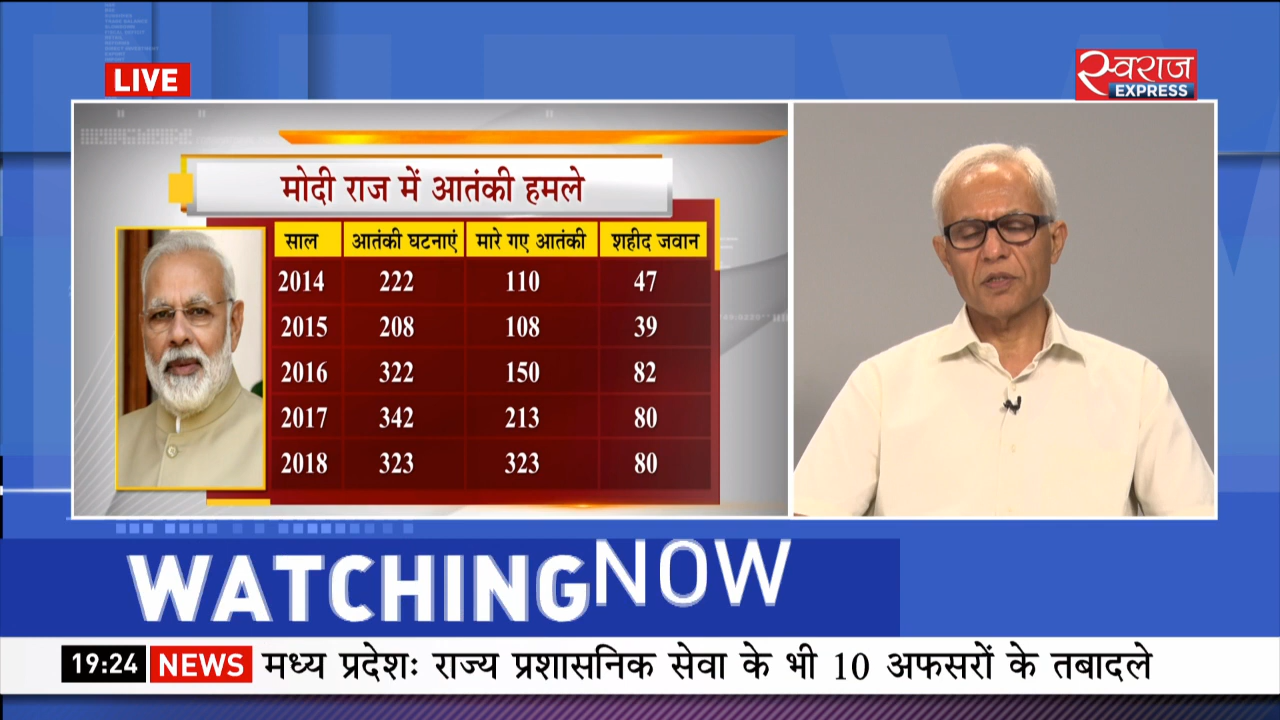 LIVE
स्वराज
EXPRESS
मोदी राज में आतंकी हमले
साल आतंकी घटनाएं मारे गए आतंकी शहीद जवान
2014 222 110 47
2015 208 108 39
2016 322 150 82
2017 342 213 80
2018 323 323 80
WATCHING NOW
19:24 NEWS मध्य प्रदेशः राज्य प्रशासनिक सेवा के भी 10 अफसरों के तबादले